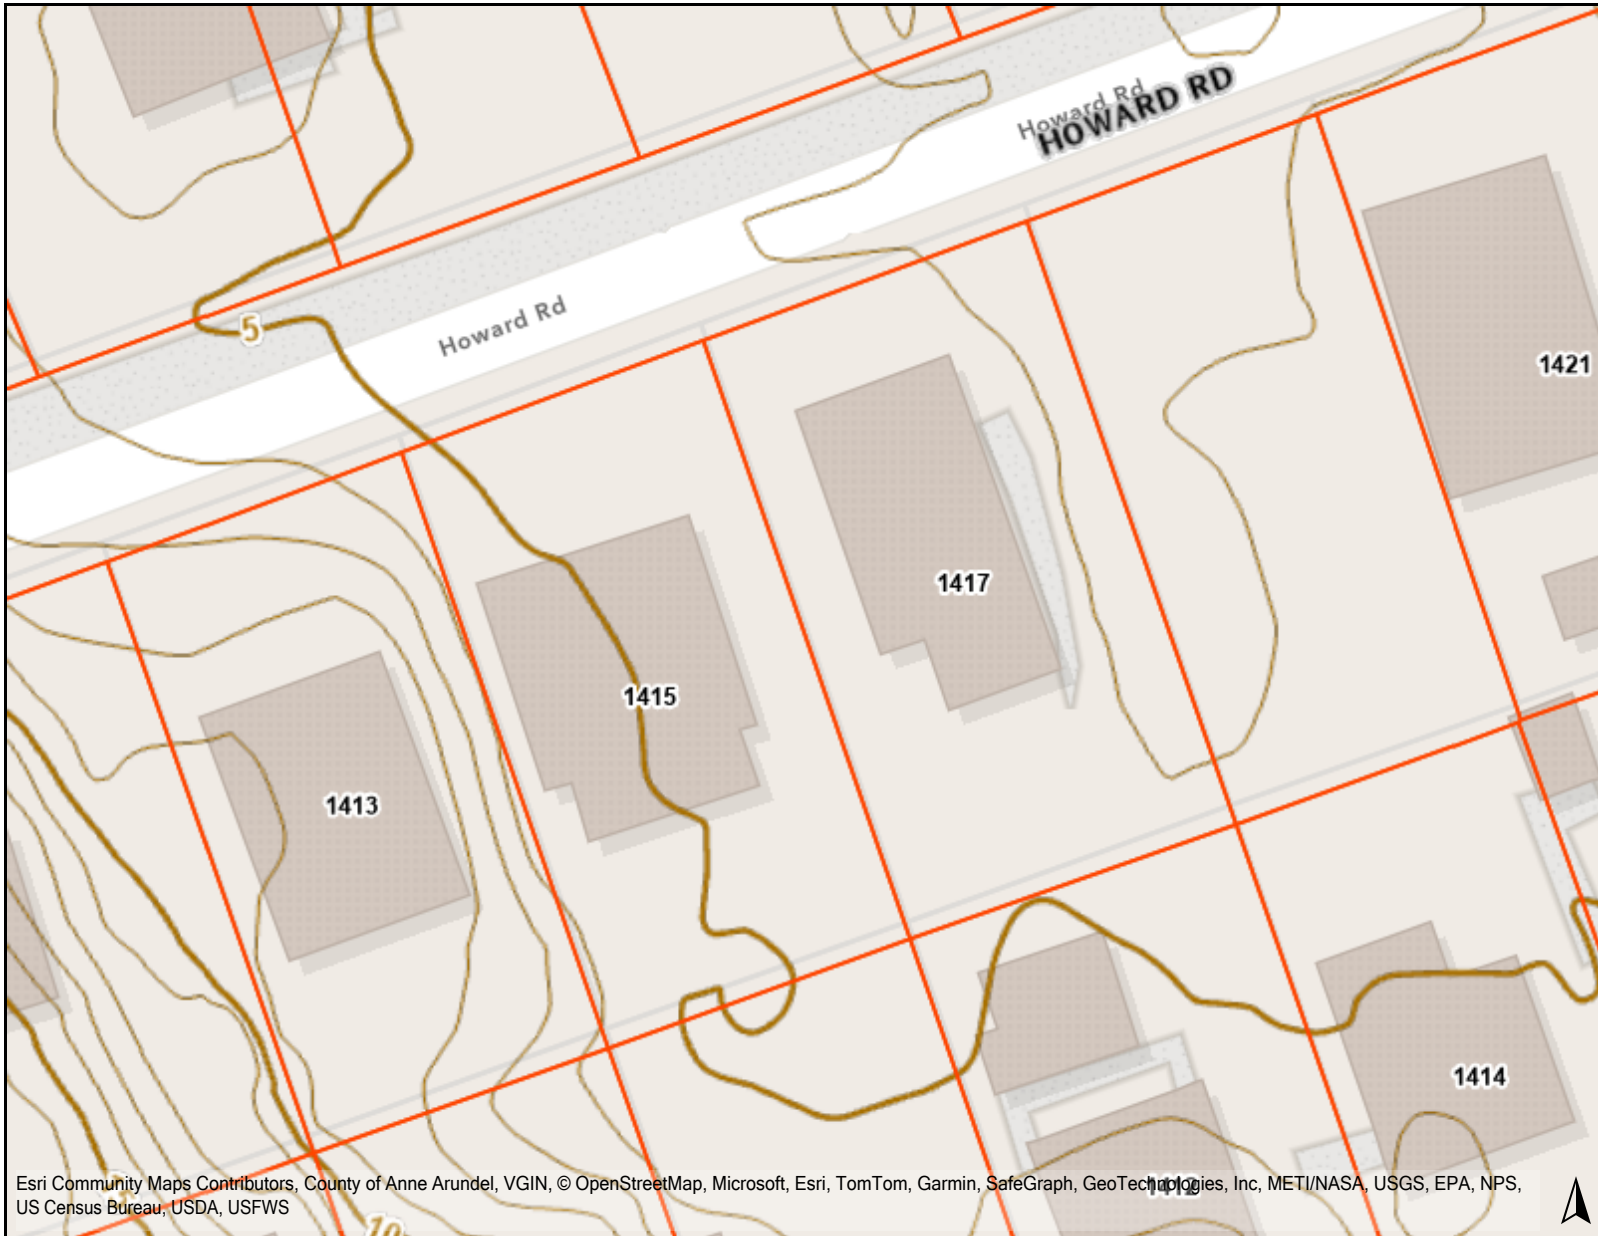 Howard Rd
HOWARD RD
5
Howard Rd
1421
1417
1415
1413
1414
1412
10
Esri Community Maps Contributors, County of Anne Arundel, VGIN, © OpenStreetMap, Microsoft, Esri, TomTom, Garmin, SafeGraph, GeoTechnologies, Inc, METI/NASA, USGS, EPA, NPS,
US Census Bureau, USDA, USFWS